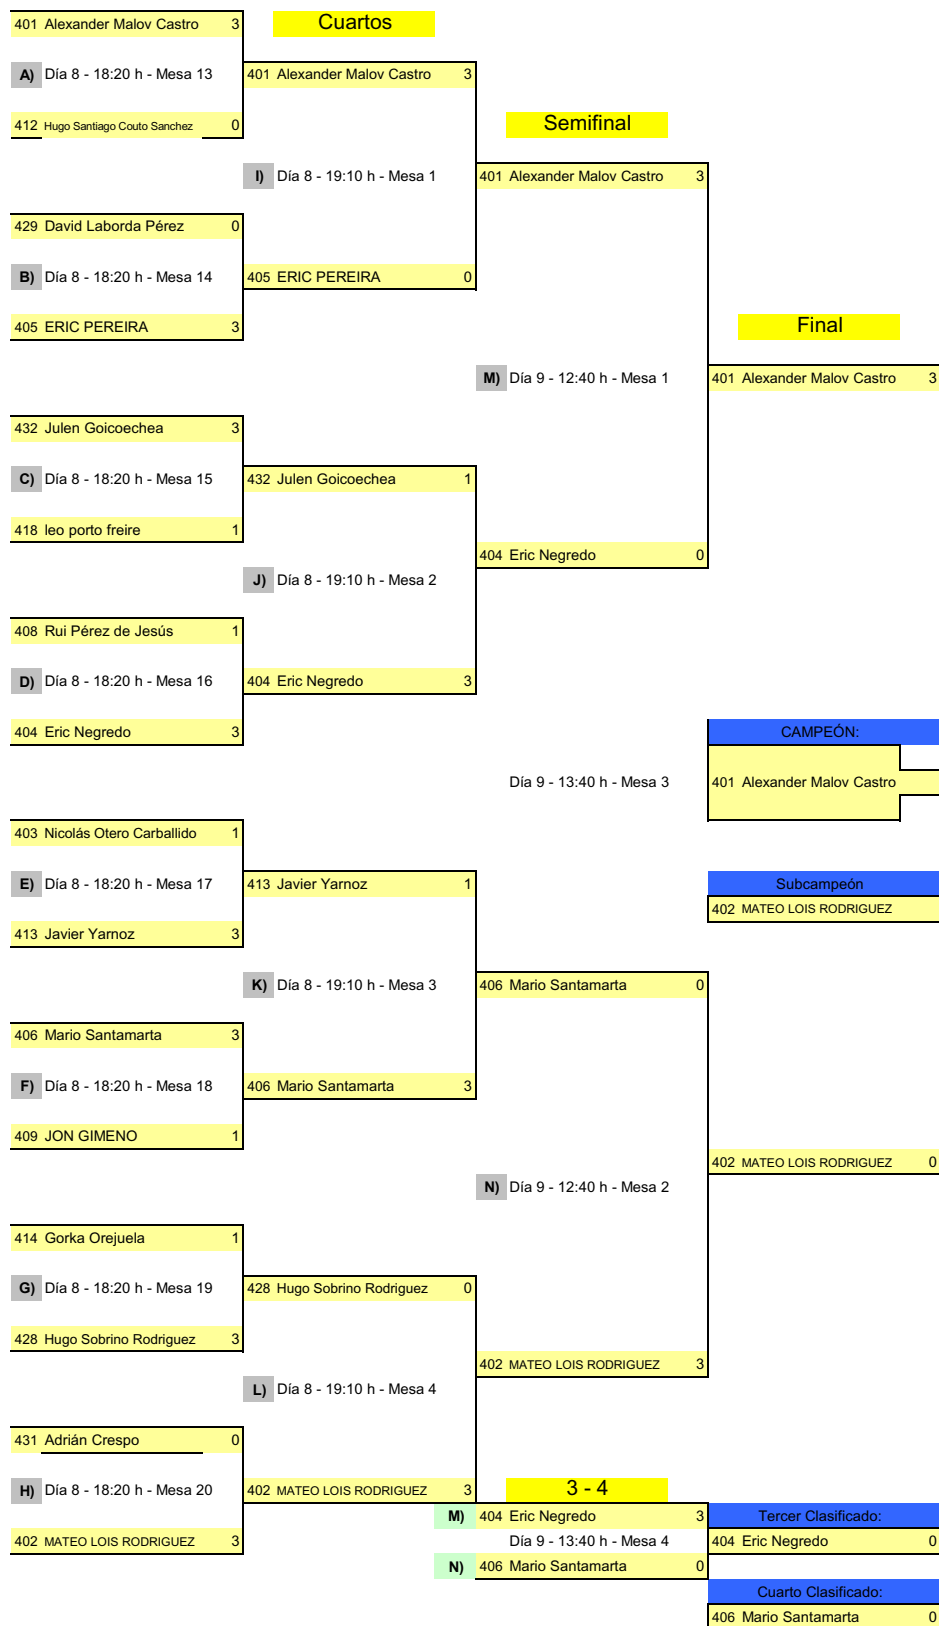 401 Alexander Malov Castro 3
Cuartos
A) Día 8 - 18:20 h - Mesa 13
401 Alexander Malov Castro 3
412 Hugo Santiago Couto Sanchez 0
Semifinal
I) Día 8 - 19:10 h - Mesa 1
401 Alexander Malov Castro 3
429 David Laborda Pérez 0
B) Día 8 - 18:20 h - Mesa 14
405 ERIC PEREIRA 0
405 ERIC PEREIRA 3
Final
M) Día 9 - 12:40 h - Mesa 1
401 Alexander Malov Castro 3
432 Julen Goicoechea 3
C) Día 8 - 18:20 h - Mesa 15
432 Julen Goicoechea 1
418 leo porto freire 1
404 Eric Negredo 0
J) Día 8 - 19:10 h - Mesa 2
408 Rui Pérez de Jesús 1
D) Día 8 - 18:20 h - Mesa 16
404 Eric Negredo 3
404 Eric Negredo 3
CAMPEÓN:
Día 9 - 13:40 h - Mesa 3
401 Alexander Malov Castro
403 Nicolás Otero Carballido 1
E) Día 8 - 18:20 h - Mesa 17
413 Javier Yarnoz 1
Subcampeón
402 MATEO LOIS RODRIGUEZ
413 Javier Yarnoz 3
K) Día 8 - 19:10 h - Mesa 3
406 Mario Santamarta 0
406 Mario Santamarta 3
F) Día 8 - 18:20 h - Mesa 18
406 Mario Santamarta 3
409 JON GIMENO 1
402 MATEO LOIS RODRIGUEZ 0
N) Día 9 - 12:40 h - Mesa 2
414 Gorka Orejuela 1
G) Día 8 - 18:20 h - Mesa 19
428 Hugo Sobrino Rodriguez 0
428 Hugo Sobrino Rodriguez 3
402 MATEO LOIS RODRIGUEZ 3
L) Día 8 - 19:10 h - Mesa 4
431 Adrián Crespo 0
H) Día 8 - 18:20 h - Mesa 20
402 MATEO LOIS RODRIGUEZ 3
3 - 4
M) 404 Eric Negredo 3
Tercer Clasificado:
402 MATEO LOIS RODRIGUEZ 3
Día 9 - 13:40 h - Mesa 4
404 Eric Negredo 0
N) 406 Mario Santamarta 0
Cuarto Clasificado:
406 Mario Santamarta 0